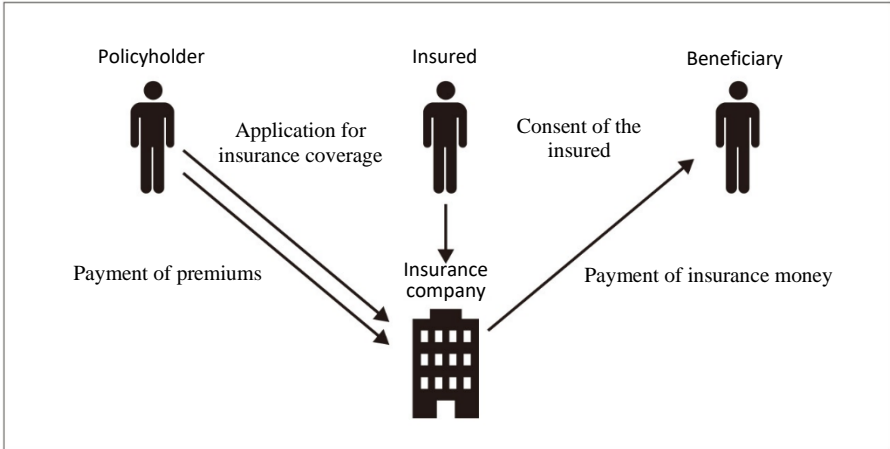 Policyholder
Insured
Beneficiary
Application for
insurance coverage
Consent of the
insured
Payment of premiums
Insurance
company
Payment of insurance money